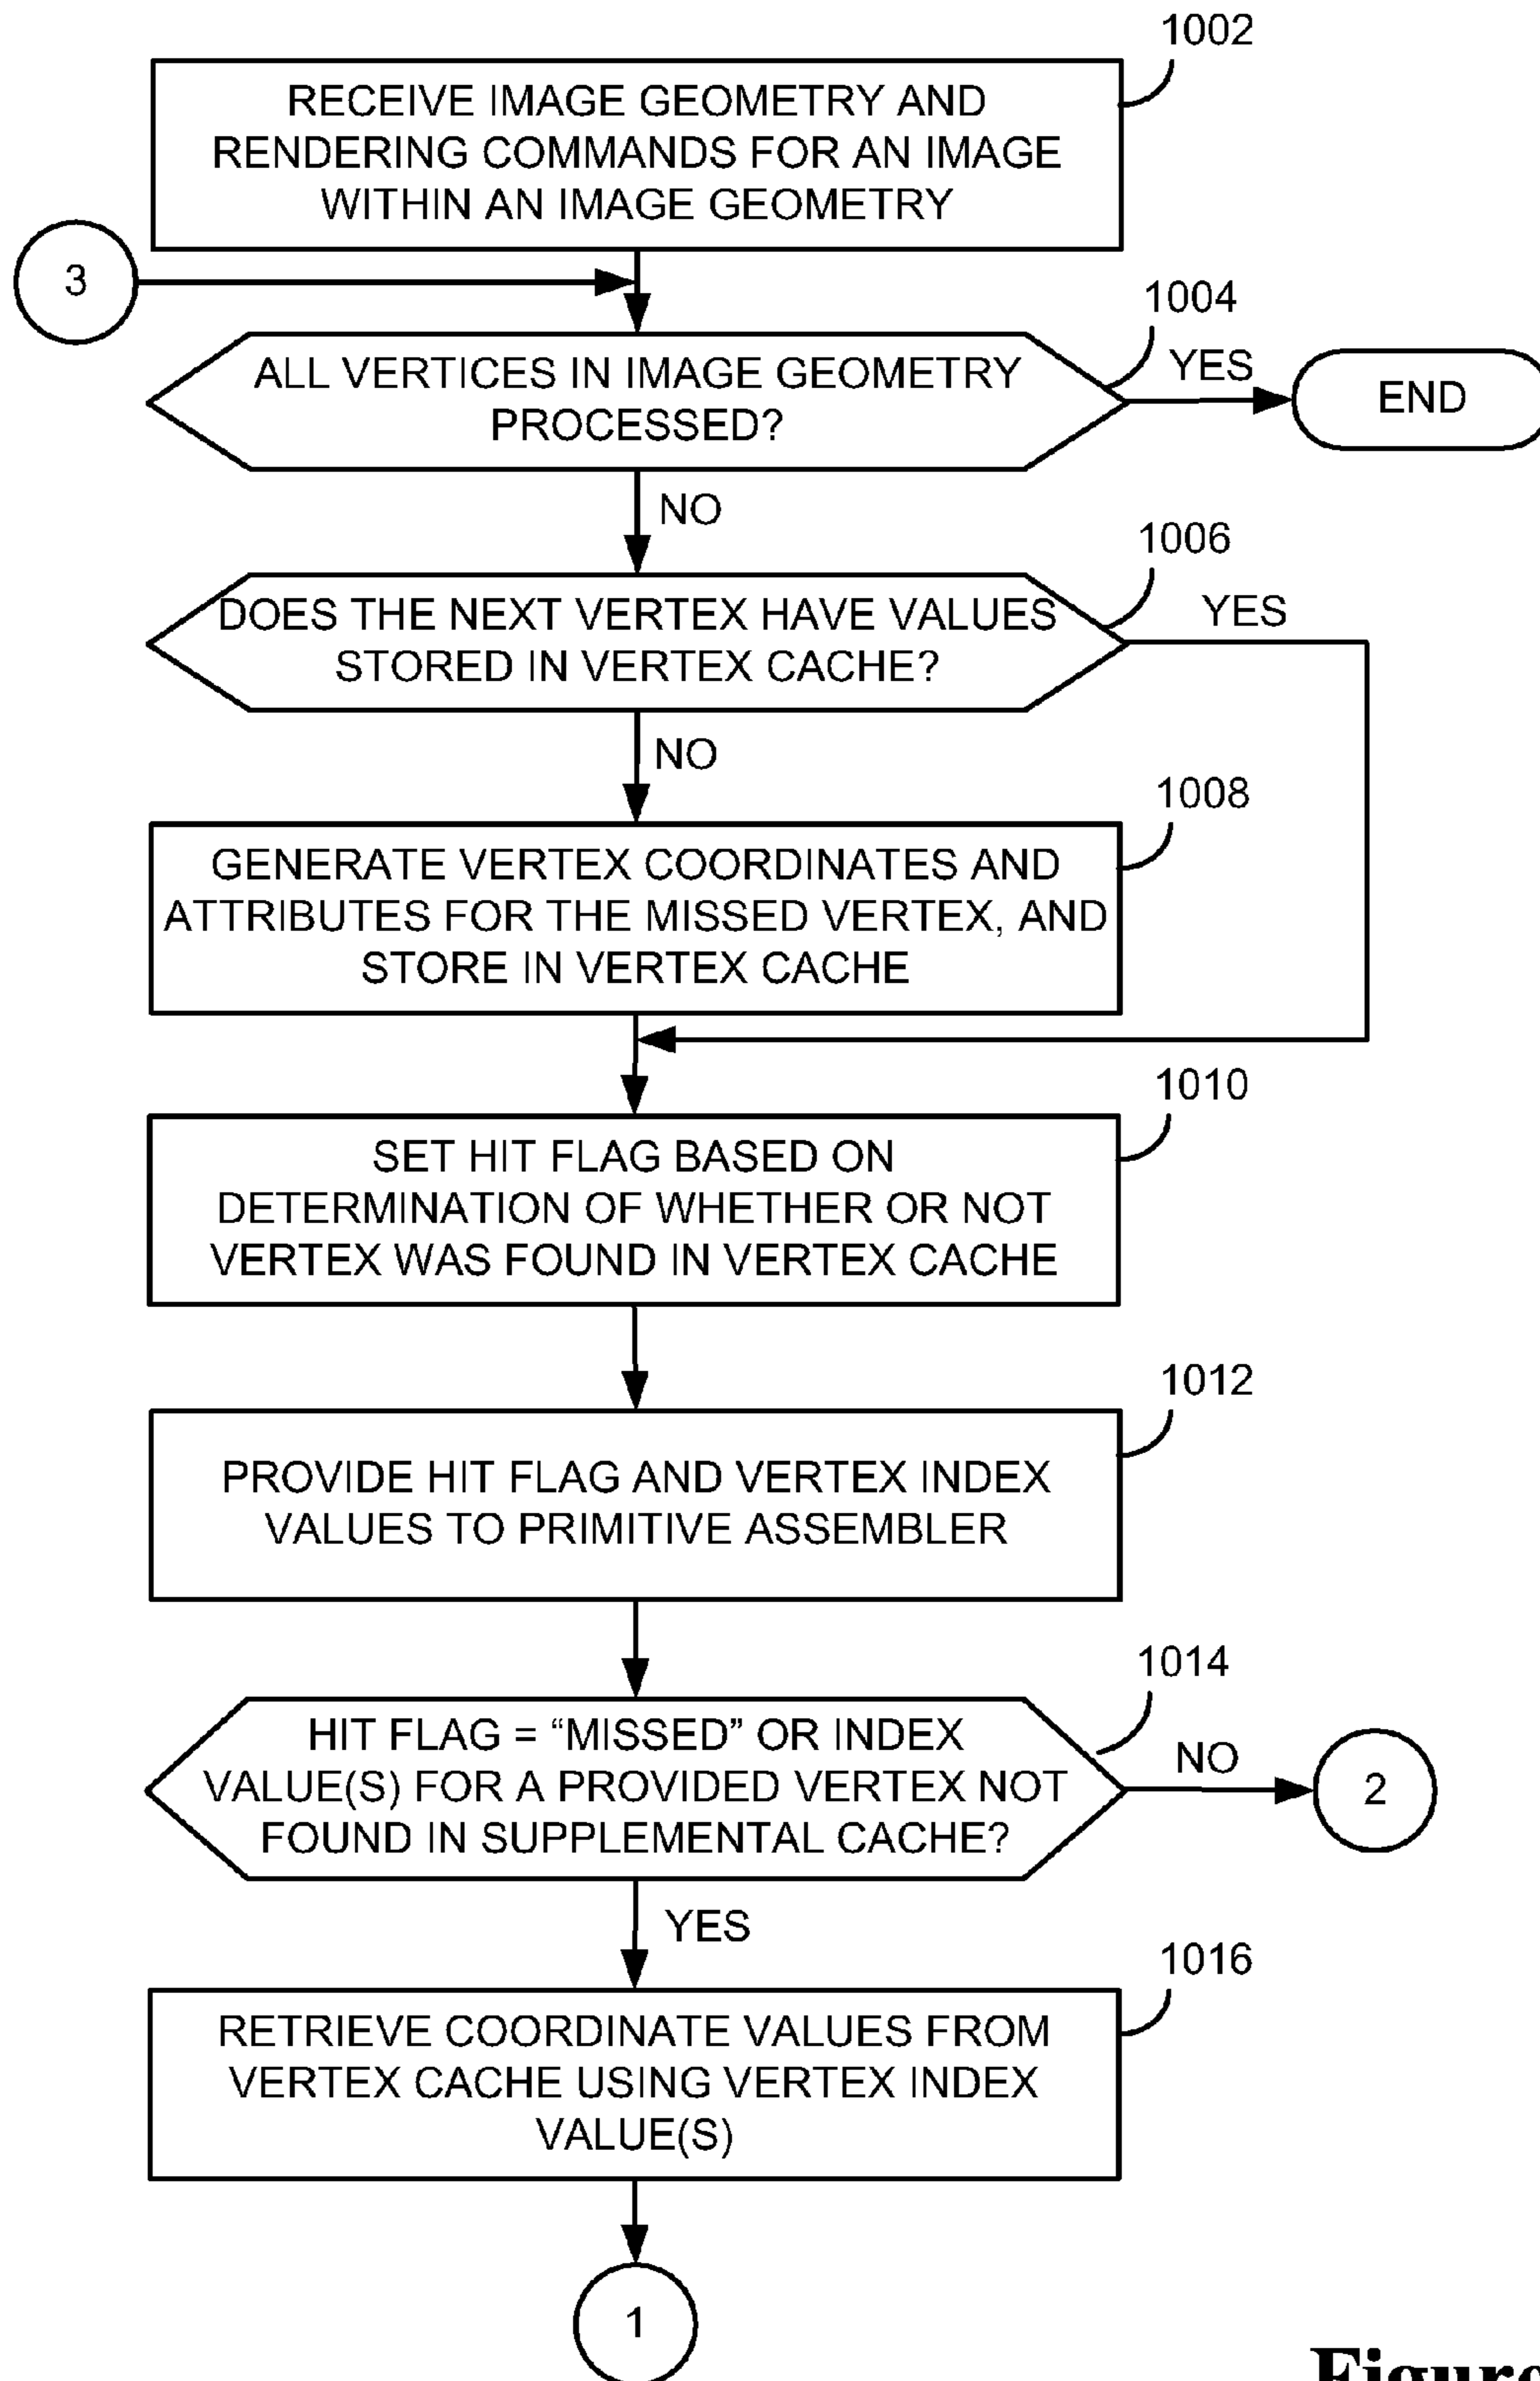 1002
RECEIVE IMAGE GEOMETRY AND
RENDERING COMMANDS FOR AN IMAGE
WITHIN AN IMAGE GEOMETRY
3
1004
ALL VERTICES IN IMAGE GEOMETRY
PROCESSED?
YES
END
NO
1006
DOES THE NEXT VERTEX HAVE VALUES
STORED IN VERTEX CACHE?
YES
NO
1008
GENERATE VERTEX COORDINATES AND
ATTRIBUTES FOR THE MISSED VERTEX, AND
STORE IN VERTEX CACHE
1010
SET HIT FLAG BASED ON
DETERMINATION OF WHETHER OR NOT
VERTEX WAS FOUND IN VERTEX CACHE
1012
PROVIDE HIT FLAG AND VERTEX INDEX
VALUES TO PRIMITIVE ASSEMBLER
1014
HIT FLAG = “MISSED” OR INDEX
VALUE(S) FOR A PROVIDED VERTEX NOT
FOUND IN SUPPLEMENTAL CACHE?
NO
2
YES
1016
RETRIEVE COORDINATE VALUES FROM
VERTEX CACHE USING VERTEX INDEX
VALUE(S)
1